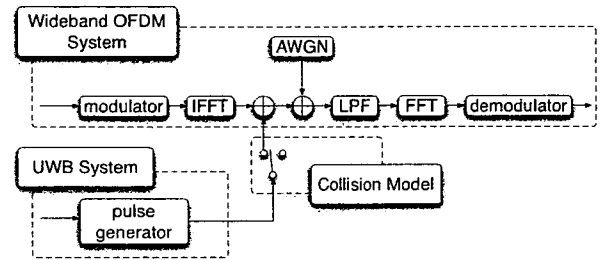 Wideband OFDM
System
AWGN
modulator
IFFT
LPF
FFT
demodulator
UWB System
Collision Model
pulse
generator